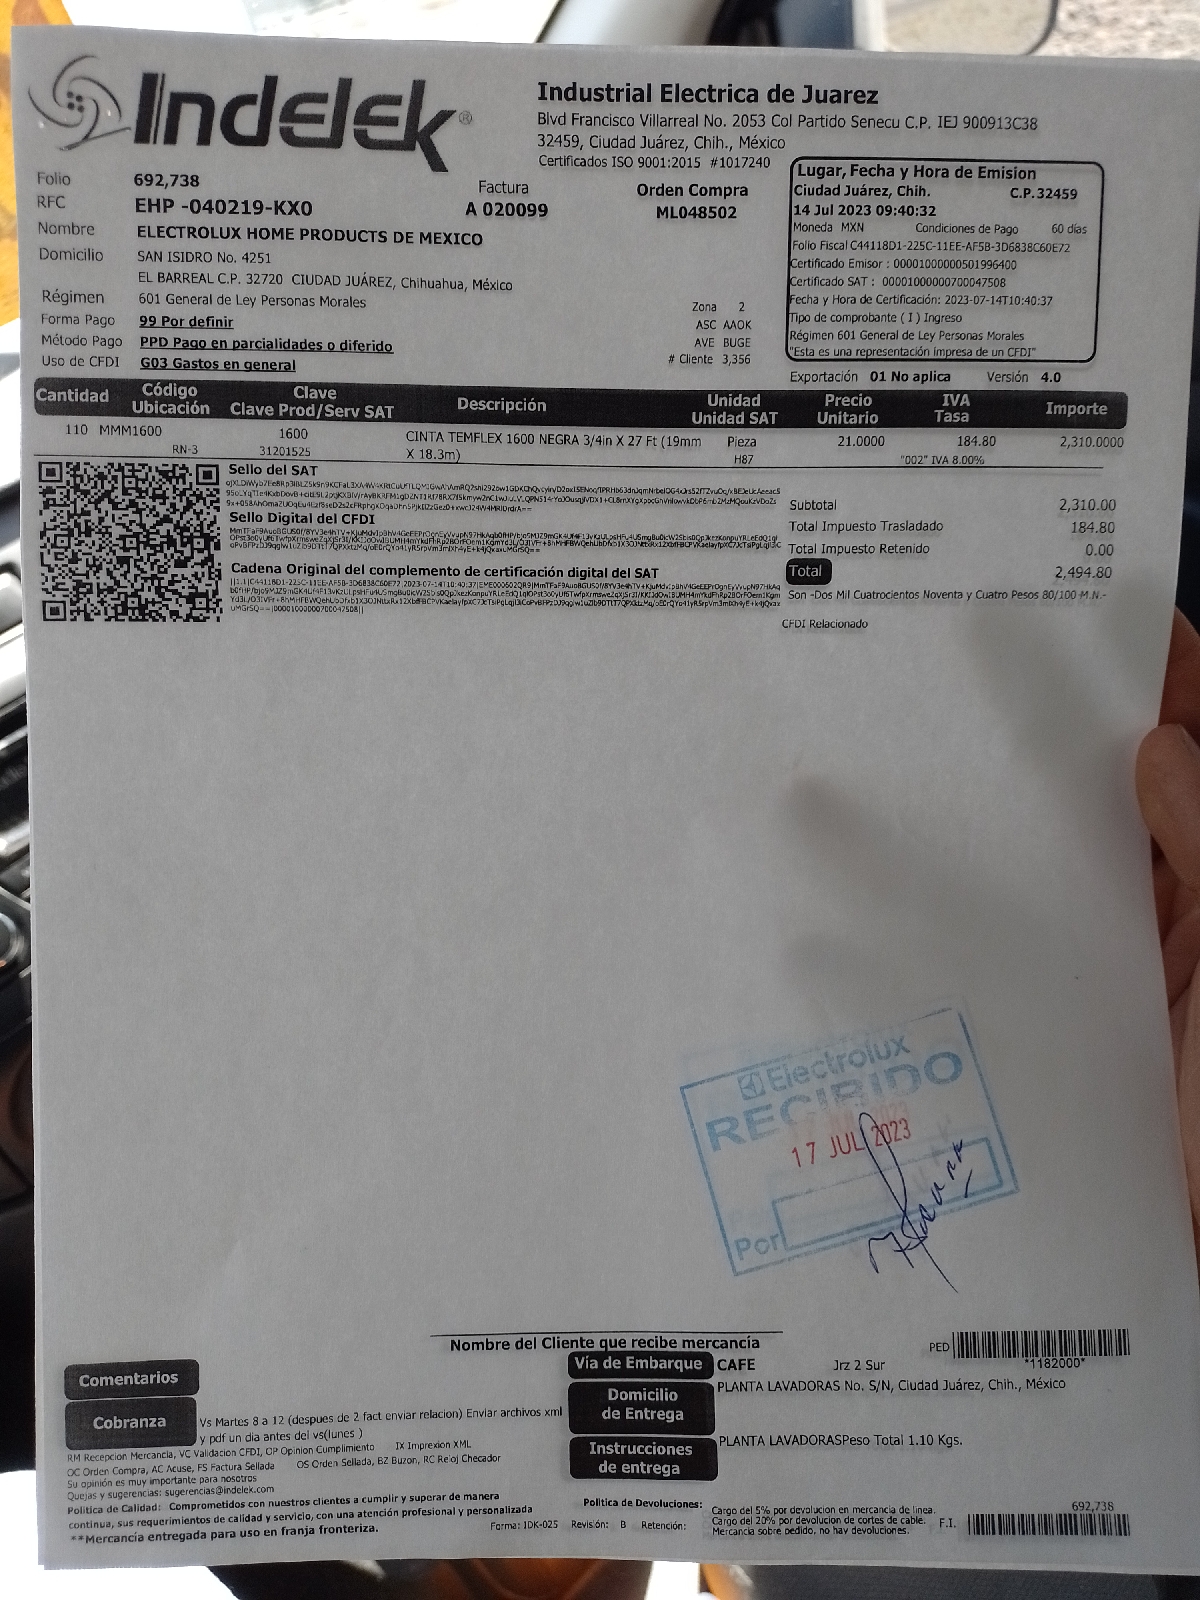 Indelek®
Industrial Electrica de Juarez
Blvd Francisco Villarreal No. 2053 Col Partido Senecu C.P. IEJ 900913C38
32459, Ciudad Juárez, Chih., México
Certificados ISO 9001:2015 #1017240
Folio 692,738
RFC EHP -040219-KX0
Nombre ELECTROLUX HOME PRODUCTS DE MEXICO
Domicilio SAN ISIDRO No. 4251
EL BARREAL C.P. 32720 CIUDAD JUÁREZ, Chihuahua, México
Régimen 601 General de Ley Personas Morales
Forma Pago 99 Por definir
Método Pago PPD Pago en parcialidades o diferido
Uso de CFDI G03 Gastos en general
Factura
A 020099
Orden Compra
ML048502
Zona 2
ASC AAOK
AVE BUGE
# Cliente 3,356
Lugar, Fecha y Hora de Emision
Ciudad Juárez, Chih. C.P. 32459
14 Jul 2023 09:40:32
Moneda MXN Condiciones de Pago 60 días
Folio Fiscal C44118D1-225C-11EE-AF5B-3D6838C60E72
Certificado Emisor : 00001000000501996400
Certificado SAT : 00001000000700047508
Fecha y Hora de Certificación: 2023-07-14T10:40:37
Tipo de comprobante ( I ) Ingreso
Régimen 601 General de Ley Personas Morales
"Esta es una representación impresa de un CFDI"
Exportación 01 No aplica Versión 4.0
Cantidad Código Ubicación Clave Clave Prod/Serv SAT Descripción Unidad Unidad SAT Precio Unitario IVA Tasa Importe
110 MMM1600 1600 CINTA TEMFLEX 1600 NEGRA 3/4in X 27 Ft (19mm Pieza 21.0000 184.80 2,310.0000
RN-3 31201525 X 18.3m) H87 "002" IVA 8.00%
Sello del SAT
Sello Digital del CFDI
Cadena Original del complemento de certificación digital del SAT
Subtotal 2,310.00
Total Impuesto Trasladado 184.80
Total Impuesto Retenido 0.00
Total 2,494.80
Son -Dos Mil Cuatrocientos Noventa y Cuatro Pesos 80/100 M.N.-
CFDI Relacionado
Electrolux
RECIBIDO
17 JUL 2023
Por
Nombre del Cliente que recibe mercancía
PED *1182000*
Comentarios
Vía de Embarque CAFE Jrz 2 Sur
Domicilio de Entrega PLANTA LAVADORAS No. S/N, Ciudad Juárez, Chih., México
Cobranza Vs Martes 8 a 12 (despues de 2 fact enviar relacion) Enviar archivos xml
y pdf un dia antes del vs(lunes )
Instrucciones de entrega PLANTA LAVADORASPeso Total 1.10 Kgs.
RM Recepcion Mercancia, VC Validacion CFDI, OP Opinion Cumplimiento IX Impresion XML
OC Orden Compra, AC Acuse, FS Factura Sellada OS Orden Sellada, BZ Buzon, RC Reloj Checador
Su opinión es muy importante para nosotros
Quejas y sugerencias: sugerencias@indelek.com
Politica de Calidad: Comprometidos con nuestros clientes a cumplir y superar de manera
continua, sus requerimientos de calidad y servicio, con una atención profesional y personalizada
**Mercancia entregada para uso en franja fronteriza.
Forma: IDK-025 Revisión: B Retención:
Politica de Devoluciones: Cargo del 5% por devolucion en mercancia de linea.
Cargo del 20% por devolucion de cortes de cable.
Mercancia sobre pedido, no hay devoluciones.
692,738
F.I.